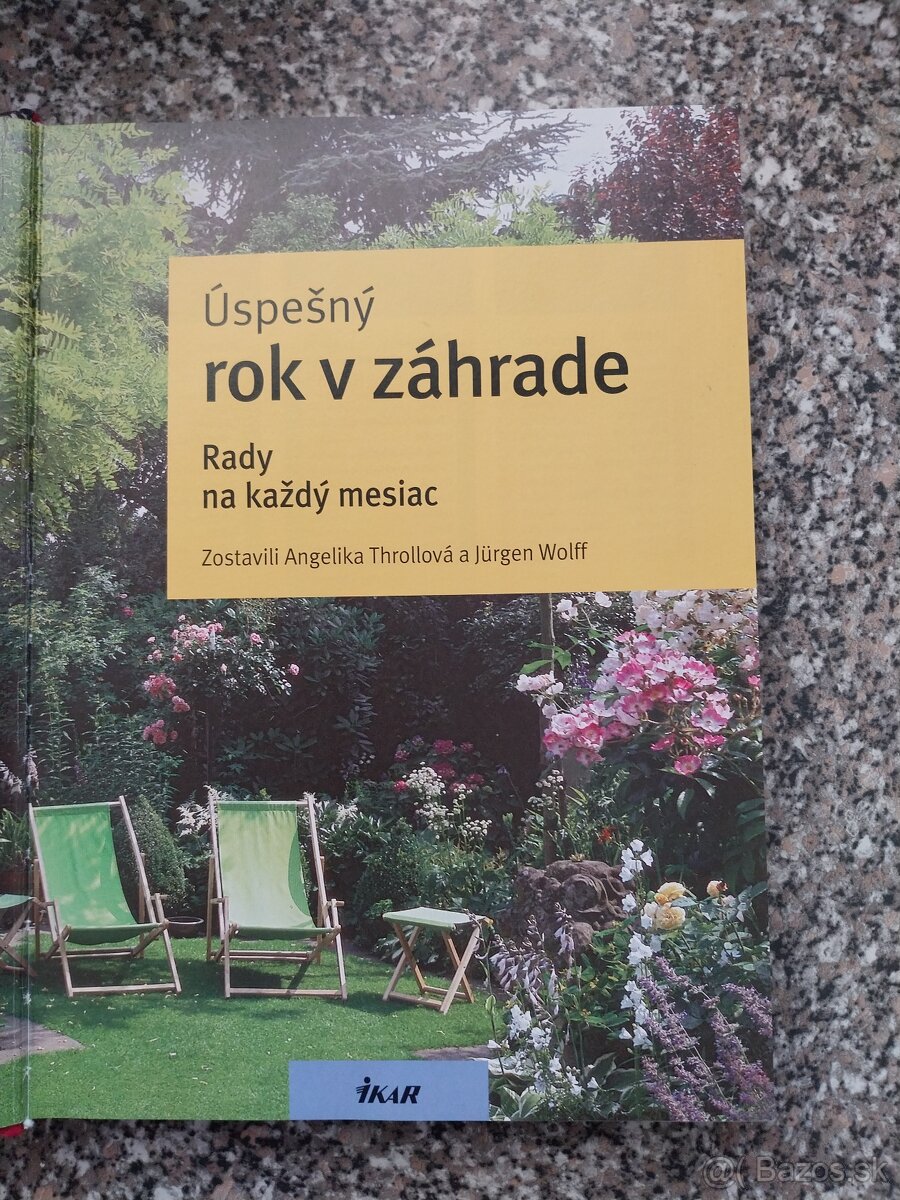 Úspešný
rok v záhrade
Rady
na každý mesiac
Zostavili Angelika Throllová a Jürgen Wolff
IKAR
@ Bazos.sk